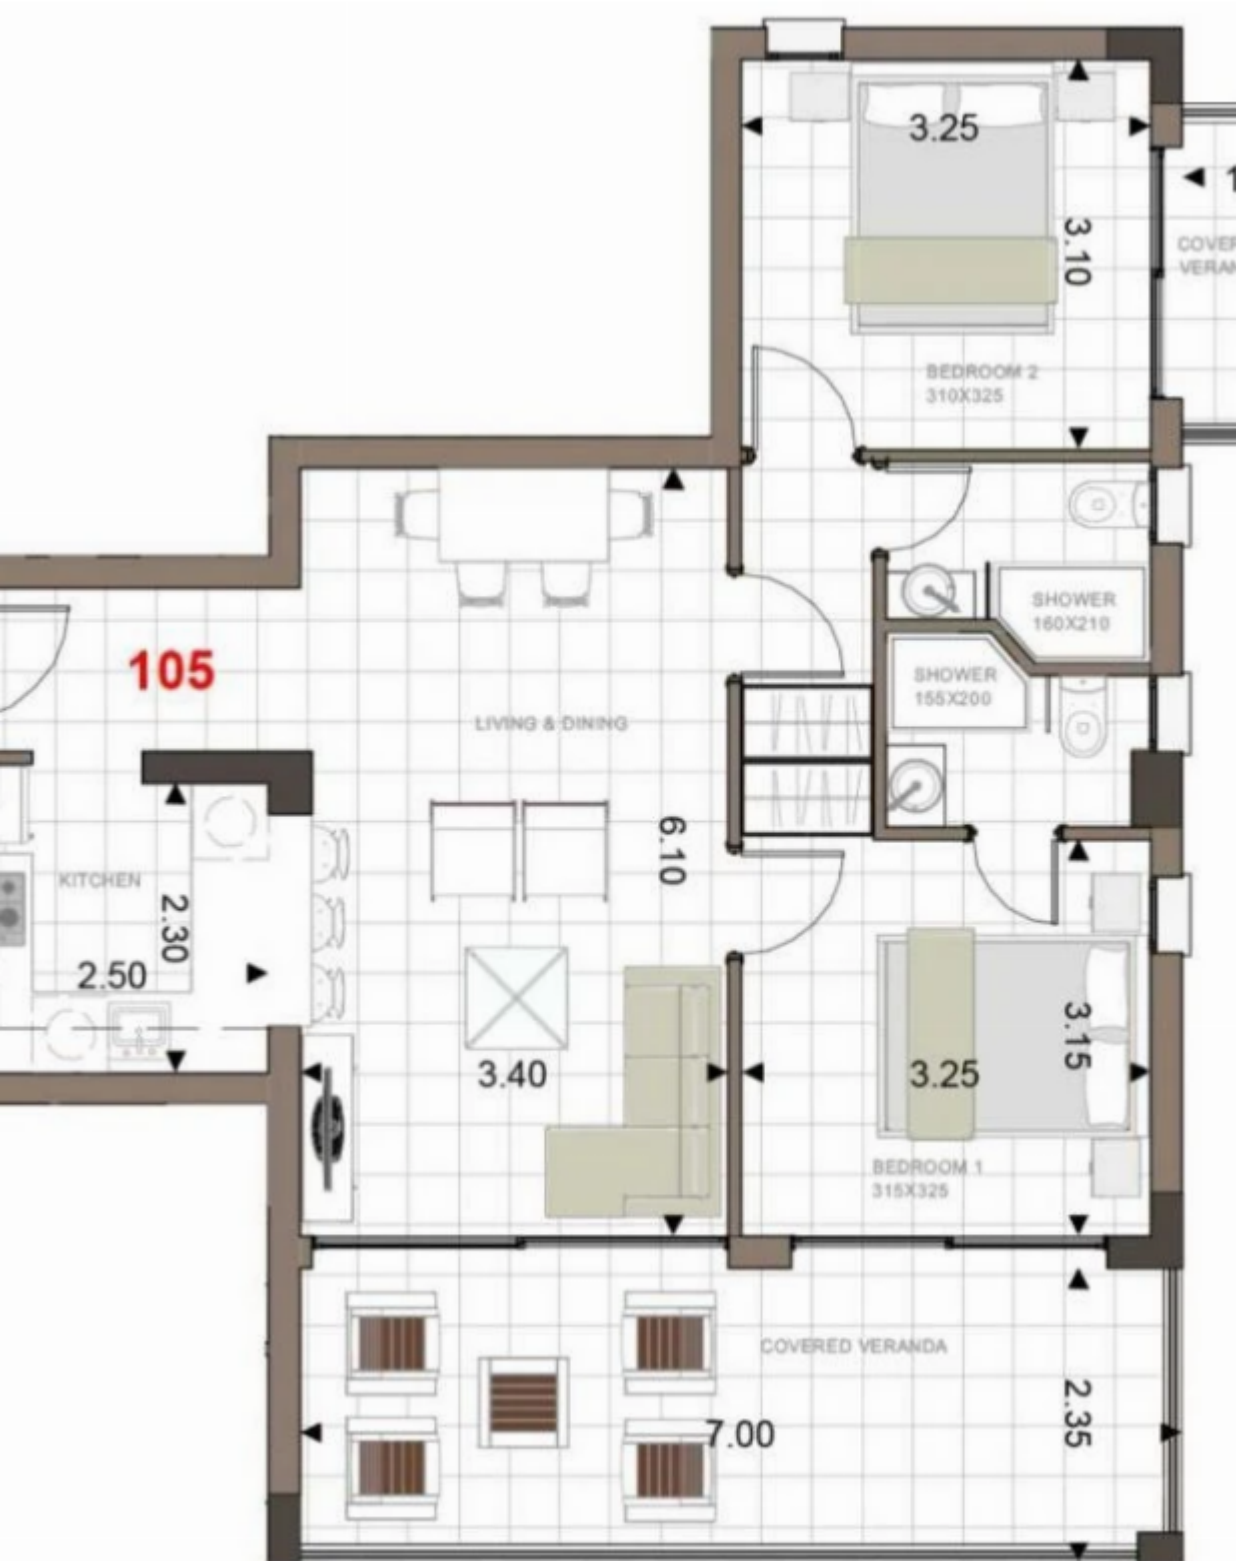 3.25
3.10
BEDROOM 2
310X325
SHOWER
160X210
SHOWER
155X200
105
LIVING & DINING
6.10
KITCHEN
2.30
2.50
3.40
3.25
3.15
BEDROOM 1
315X325
COVERED VERANDA
7.00
2.35